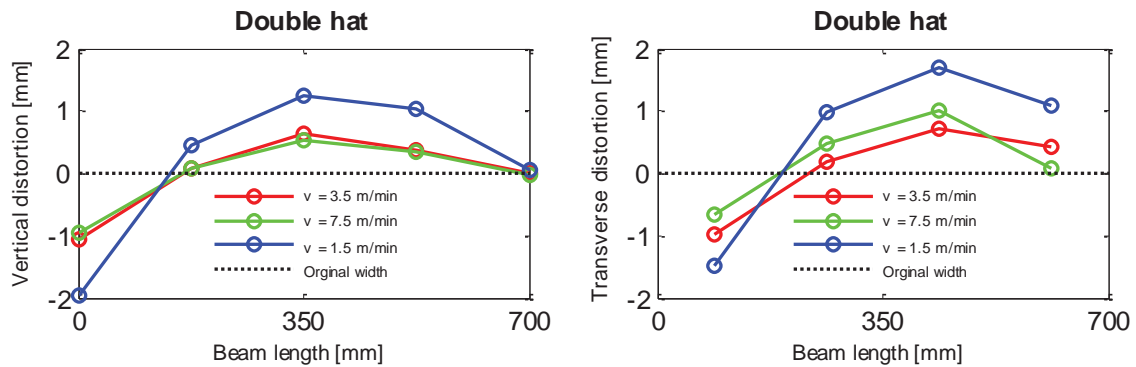 Double hat
Vertical distortion [mm]
2
1
0
-1
-2
v = 3.5 m/min
v = 7.5 m/min
v = 1.5 m/min
Orginal width
0
350
700
Beam length [mm]
Double hat
Transverse distortion [mm]
2
1
0
-1
-2
v = 3.5 m/min
v = 7.5 m/min
v = 1.5 m/min
Orginal width
0
350
700
Beam length [mm]